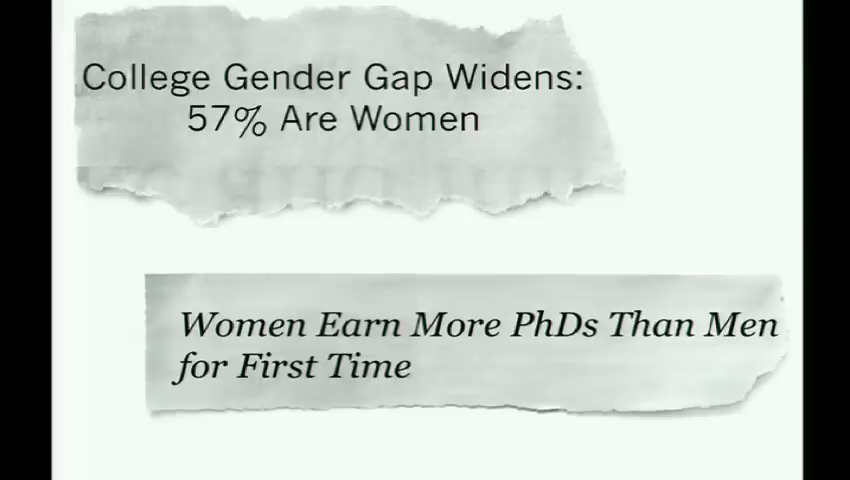 College Gender Gap Widens:
57% Are Women
Women Earn More PhDs Than Men
for First Time